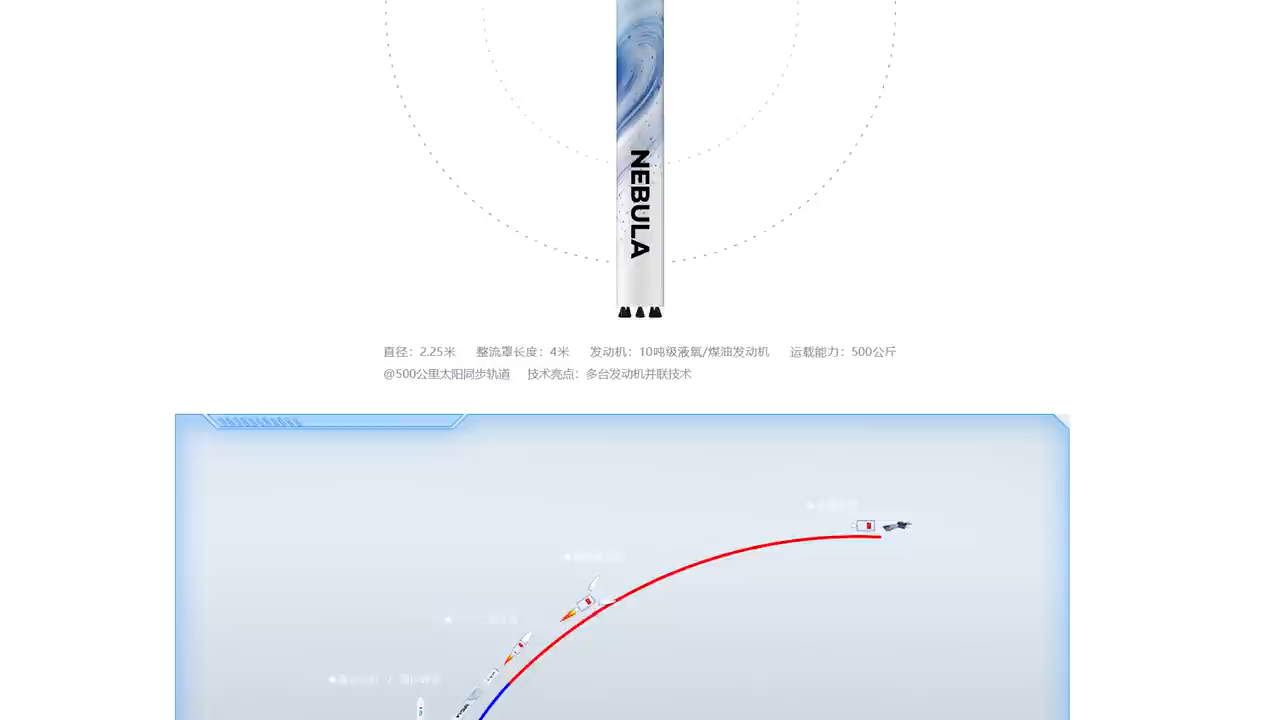 NEBULA
直径：2.25米 整流罩长度：4米 发动机：10吨级液氧/煤油发动机 运载能力：500公斤
@500公里太阳同步轨道 技术亮点：多台发动机并联技术